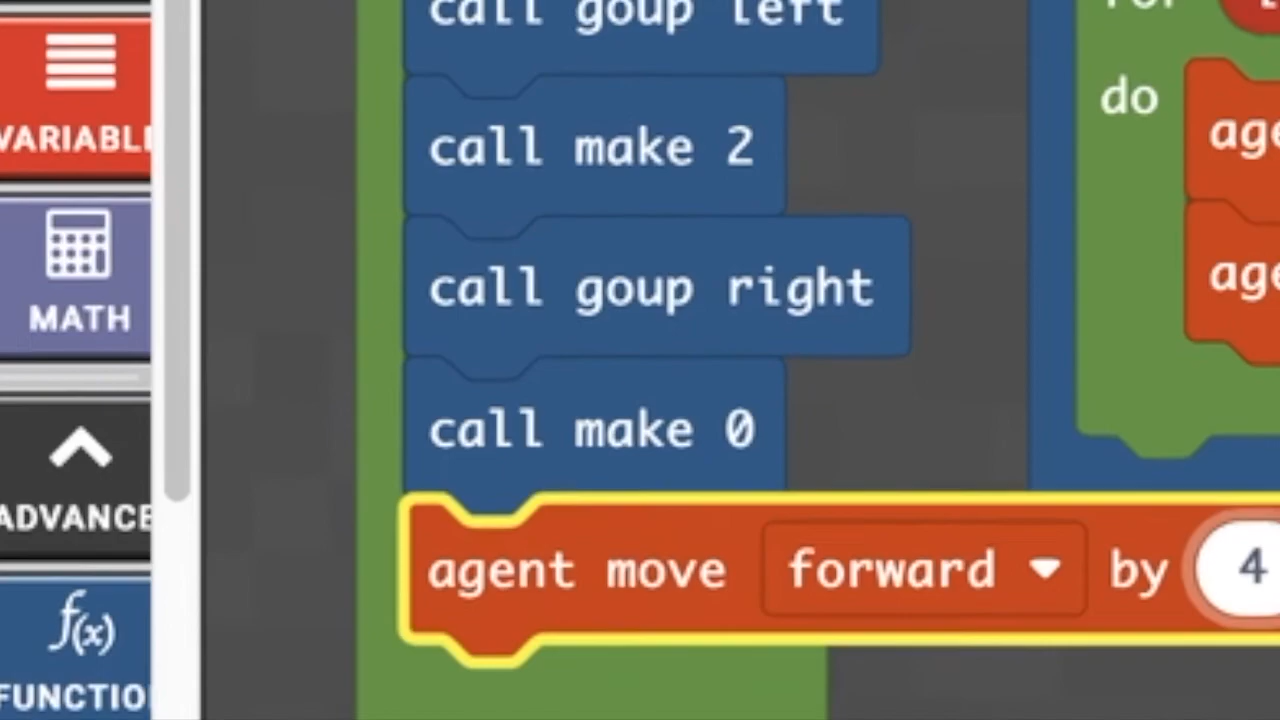 call goup left
call make 2
call goup right
call make 0
agent move forward by 4
do
age
age
VARIABL
MATH
ADVANCE
f(x)
FUNCTIO